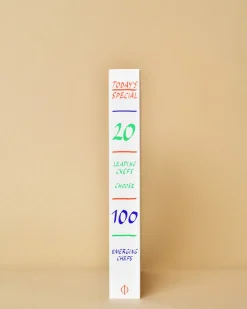 TODAY'S
SPECIAL
20
LEADING
CHEFS
CHOOSE
100
EMERGING
CHEFS